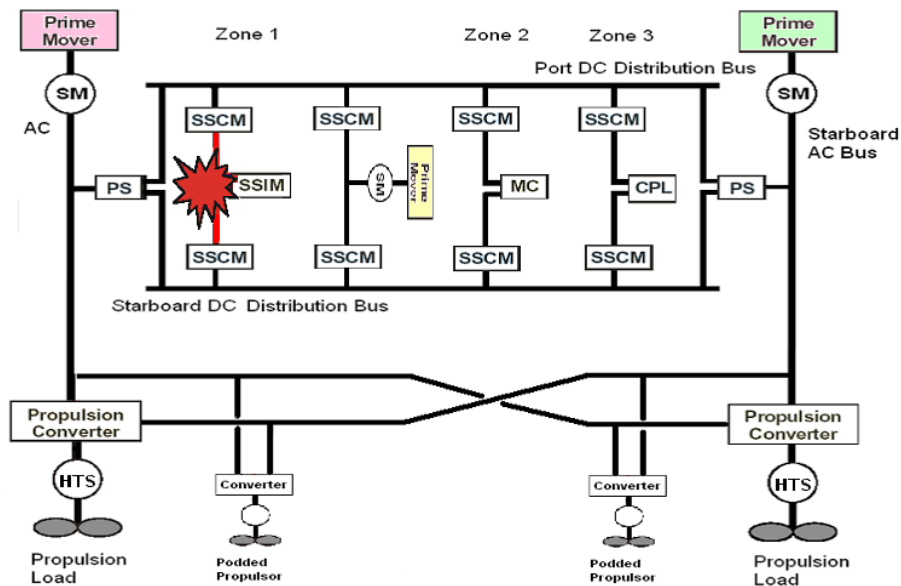 Prime
Mover
Zone 1
Zone 2
Zone 3
Prime
Mover
Port DC Distribution Bus
SM
SM
AC
SSCM
SSCM
SSCM
SSCM
Starboard
AC Bus
PS
SSIM
SM
Prime
Mover
MC
CPL
PS
SSCM
SSCM
SSCM
SSCM
Starboard DC Distribution Bus
Propulsion
Converter
Propulsion
Converter
HTS
Converter
Converter
HTS
Propulsion
Load
Podded
Propulsor
Podded
Propulsor
Propulsion
Load